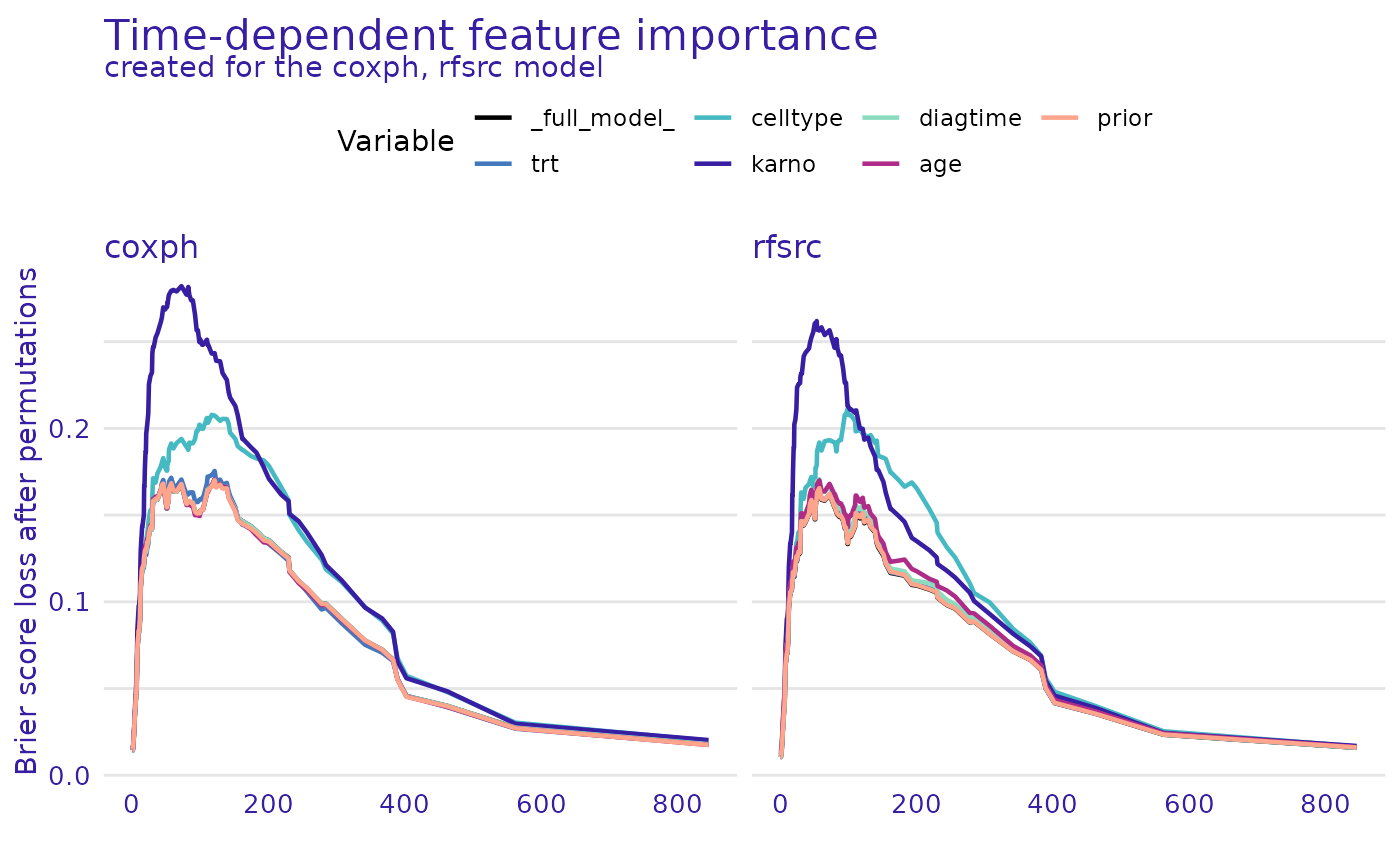 Time-dependent feature importance
created for the coxph, rfsrc model
Variable
_full_model_ celltype diagtime prior
trt karno age
coxph rfsrc
Brier score loss after permutations
0.2
0.1
0.0
0 200 400 600 800 0 200 400 600 800